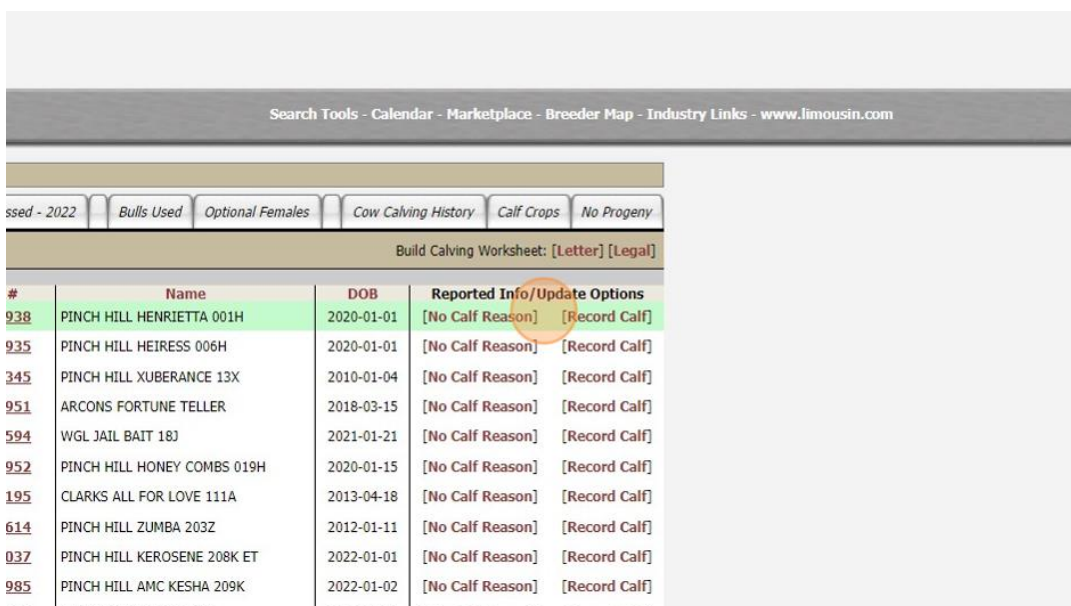 Search Tools - Calendar - Marketplace - Breeder Map - Industry Links - www.limousin.com
ssed - 2022 Bulls Used Optional Females Cow Calving History Calf Crops No Progeny
Build Calving Worksheet: [Letter] [Legal]
# Name DOB Reported Info/Update Options
938 PINCH HILL HENRIETTA 001H 2020-01-01 [No Calf Reason] [Record Calf]
935 PINCH HILL HEIRESS 006H 2020-01-01 [No Calf Reason] [Record Calf]
345 PINCH HILL XUBERANCE 13X 2010-01-04 [No Calf Reason] [Record Calf]
951 ARCONS FORTUNE TELLER 2018-03-15 [No Calf Reason] [Record Calf]
594 WGL JAIL BAIT 18J 2021-01-21 [No Calf Reason] [Record Calf]
952 PINCH HILL HONEY COMBS 019H 2020-01-15 [No Calf Reason] [Record Calf]
195 CLARKS ALL FOR LOVE 111A 2013-04-18 [No Calf Reason] [Record Calf]
614 PINCH HILL ZUMBA 203Z 2012-01-11 [No Calf Reason] [Record Calf]
037 PINCH HILL KEROSENE 208K ET 2022-01-01 [No Calf Reason] [Record Calf]
985 PINCH HILL AMC KESHA 209K 2022-01-02 [No Calf Reason] [Record Calf]